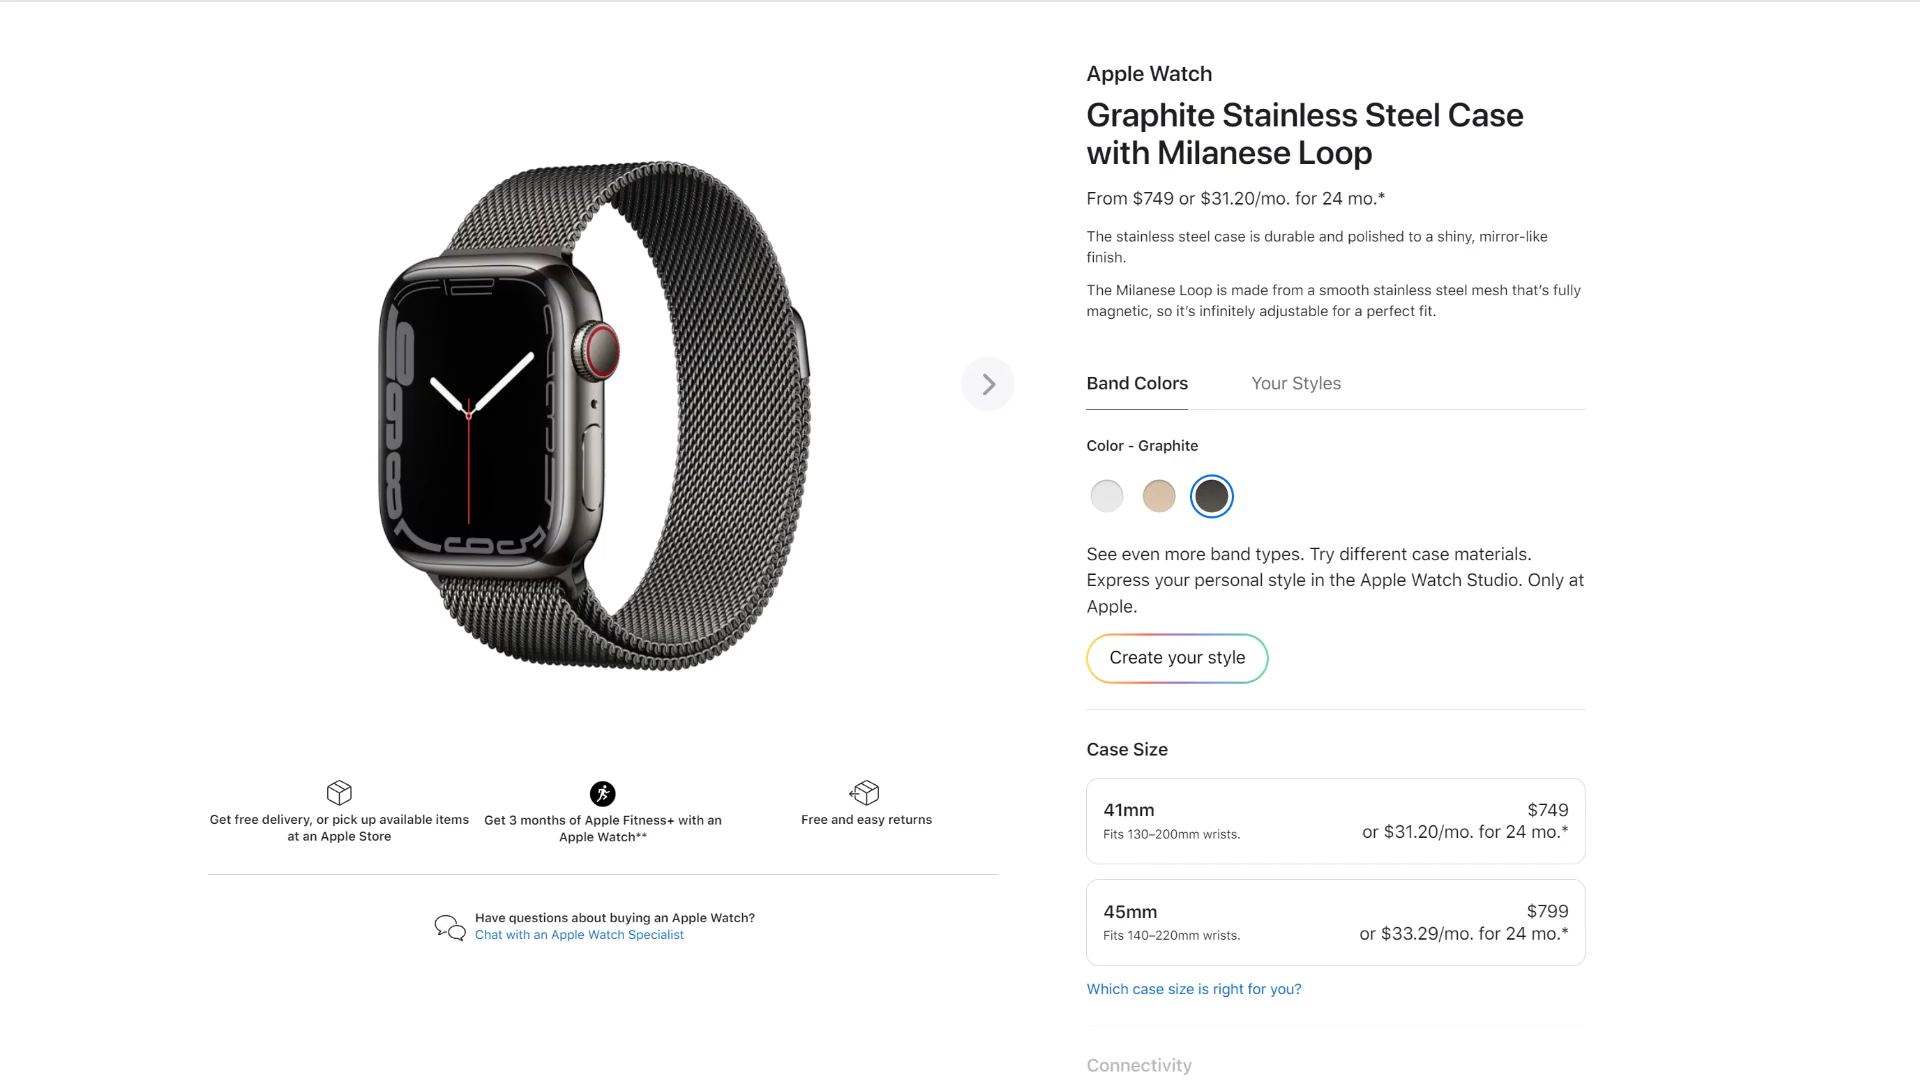 Apple Watch
Graphite Stainless Steel Case
with Milanese Loop
From $749 or $31.20/mo. for 24 mo.*
The stainless steel case is durable and polished to a shiny, mirror-like
finish.
The Milanese Loop is made from a smooth stainless steel mesh that’s fully
magnetic, so it’s infinitely adjustable for a perfect fit.
Band Colors
Your Styles
Color - Graphite
See even more band types. Try different case materials.
Express your personal style in the Apple Watch Studio. Only at
Apple.
Create your style
Case Size
41mm
$749
Fits 130–200mm wrists.
or $31.20/mo. for 24 mo.*
45mm
$799
Fits 140–220mm wrists.
or $33.29/mo. for 24 mo.*
Which case size is right for you?
Connectivity
Get free delivery, or pick up available items
at an Apple Store
Get 3 months of Apple Fitness+ with an
Apple Watch**
Free and easy returns
Have questions about buying an Apple Watch?
Chat with an Apple Watch Specialist